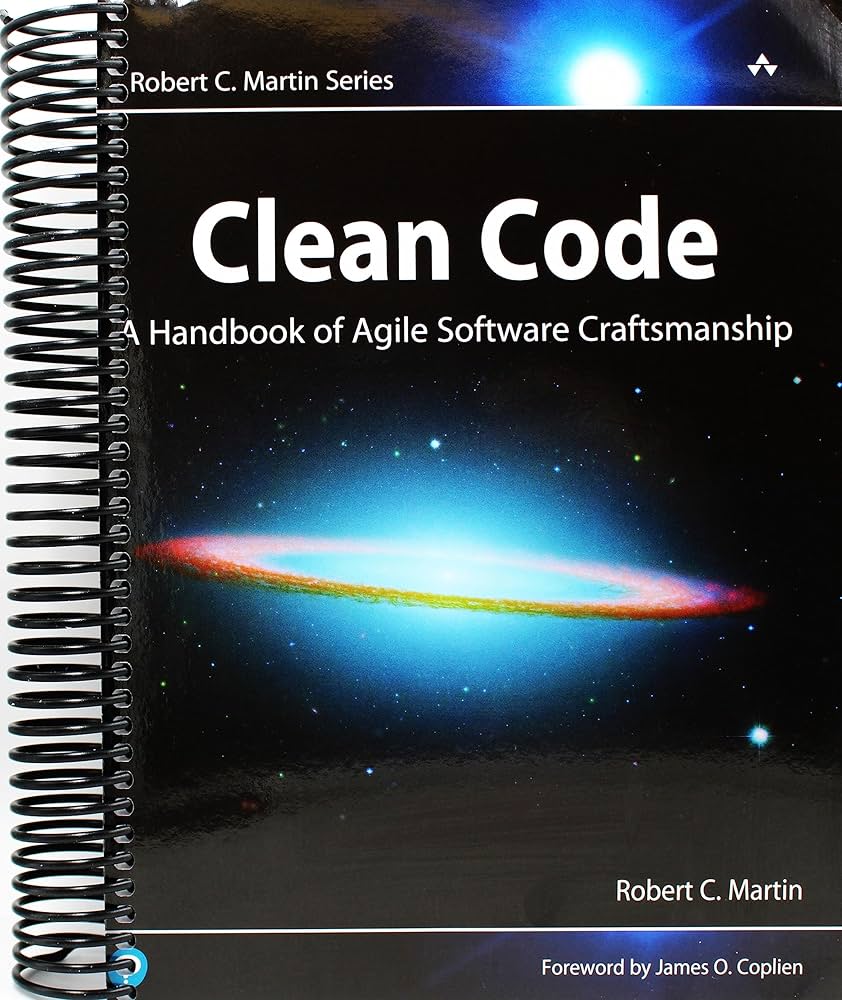 Robert C. Martin Series
Clean Code
A Handbook of Agile Software Craftsmanship
Robert C. Martin
Foreword by James O. Coplien